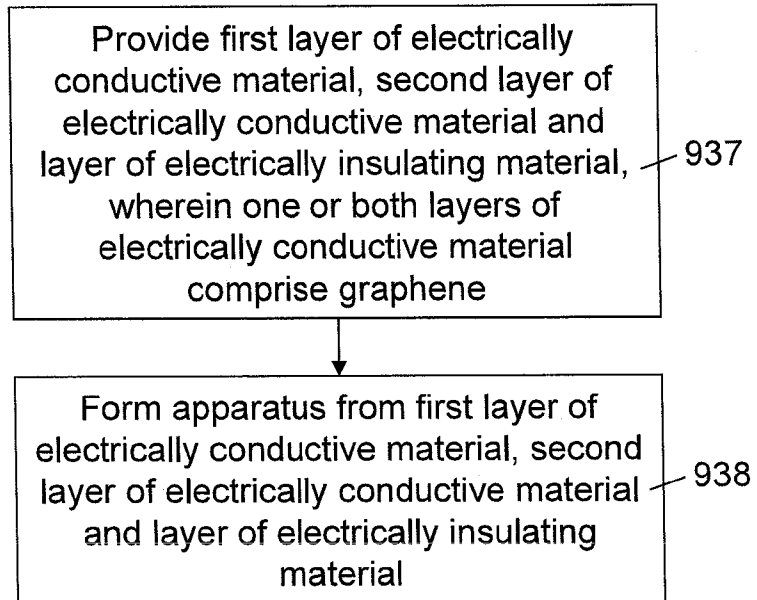 Provide first layer of electrically
conductive material, second layer of
electrically conductive material and
layer of electrically insulating material,
wherein one or both layers of
electrically conductive material
comprise graphene
937
Form apparatus from first layer of
electrically conductive material, second
layer of electrically conductive material
and layer of electrically insulating
material
938